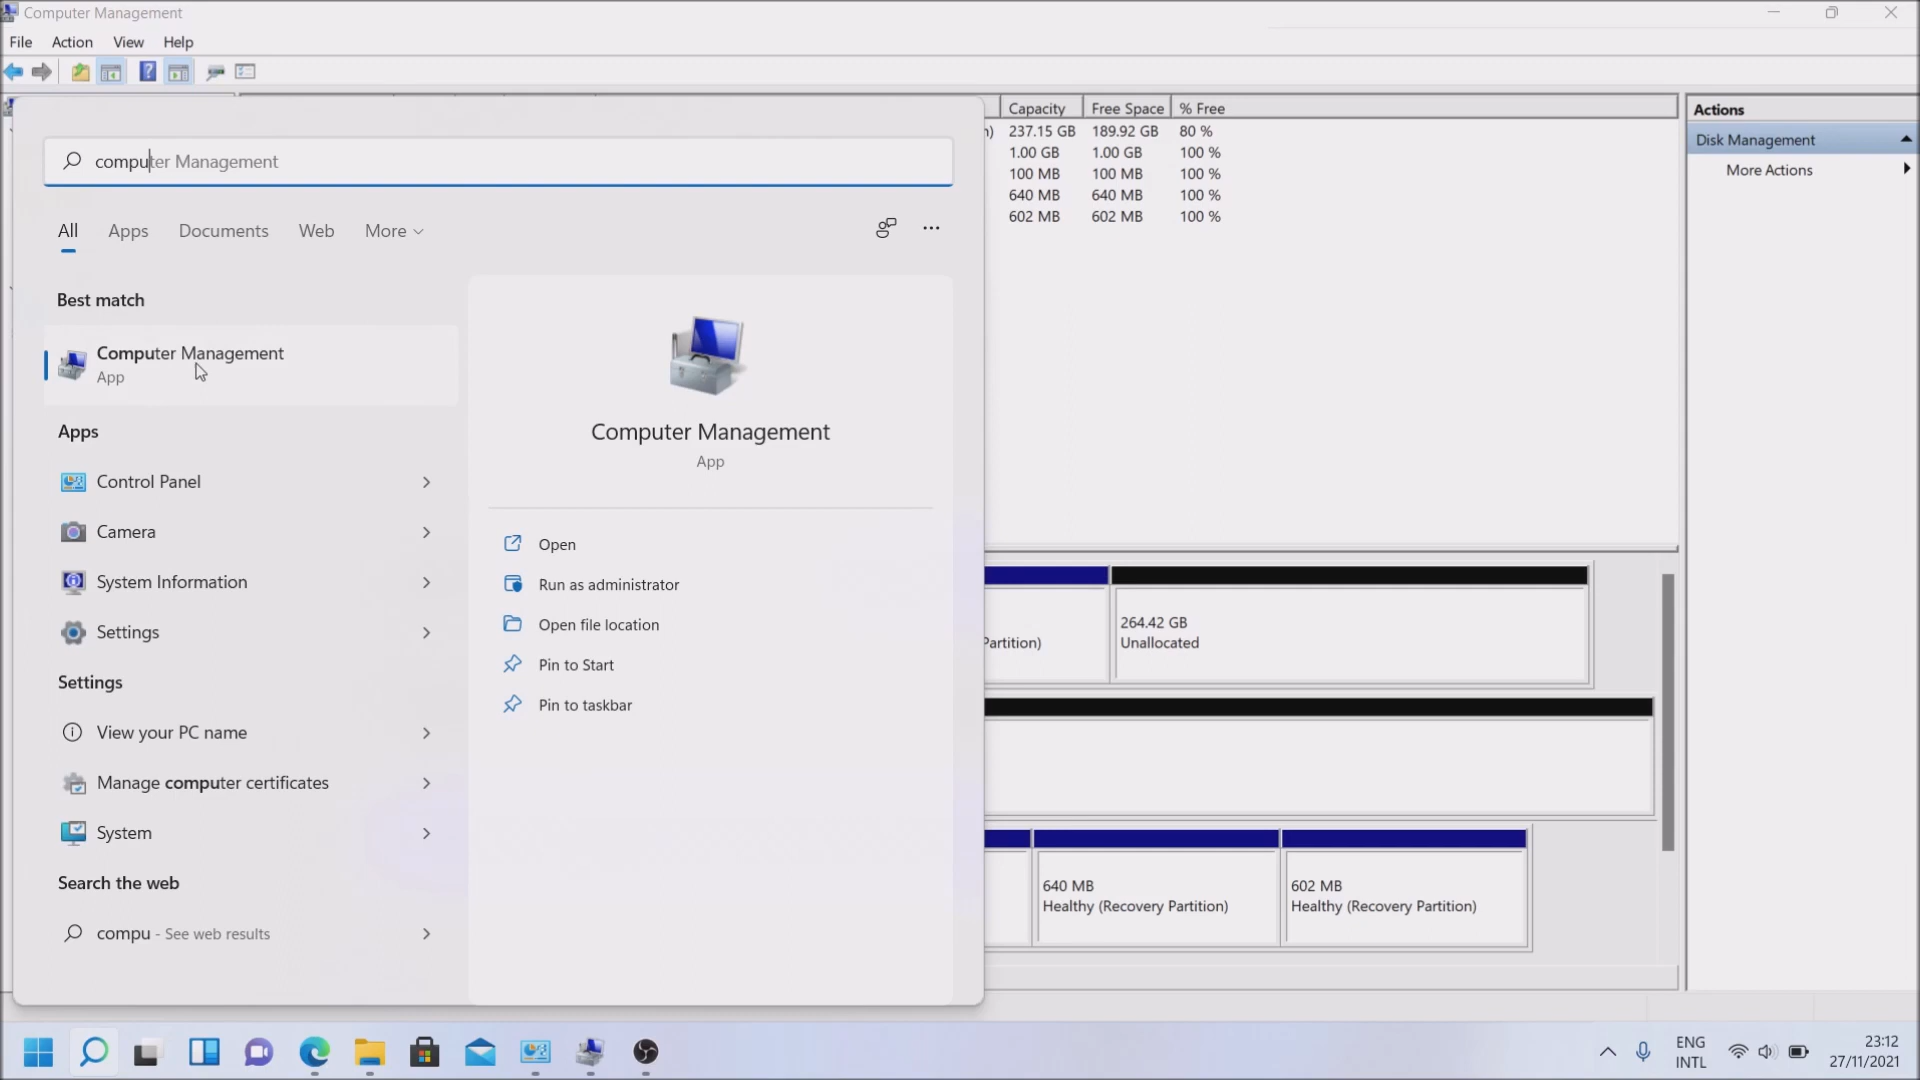 Computer Management
File Action View Help
computer Management
All Apps Documents Web More
Best match
Computer Management
App
Apps
Control Panel
Camera
System Information
Settings
Settings
View your PC name
Manage computer certificates
System
Search the web
compu - See web results
Computer Management
App
Open
Run as administrator
Open file location
Pin to Start
Pin to taskbar
Capacity Free Space % Free
237.15 GB 189.92 GB 80 %
1.00 GB 1.00 GB 100 %
100 MB 100 MB 100 %
640 MB 640 MB 100 %
602 MB 602 MB 100 %
Partition)
264.42 GB
Unallocated
640 MB
Healthy (Recovery Partition)
602 MB
Healthy (Recovery Partition)
Actions
Disk Management
More Actions
ENG
INTL
23:12
27/11/2021